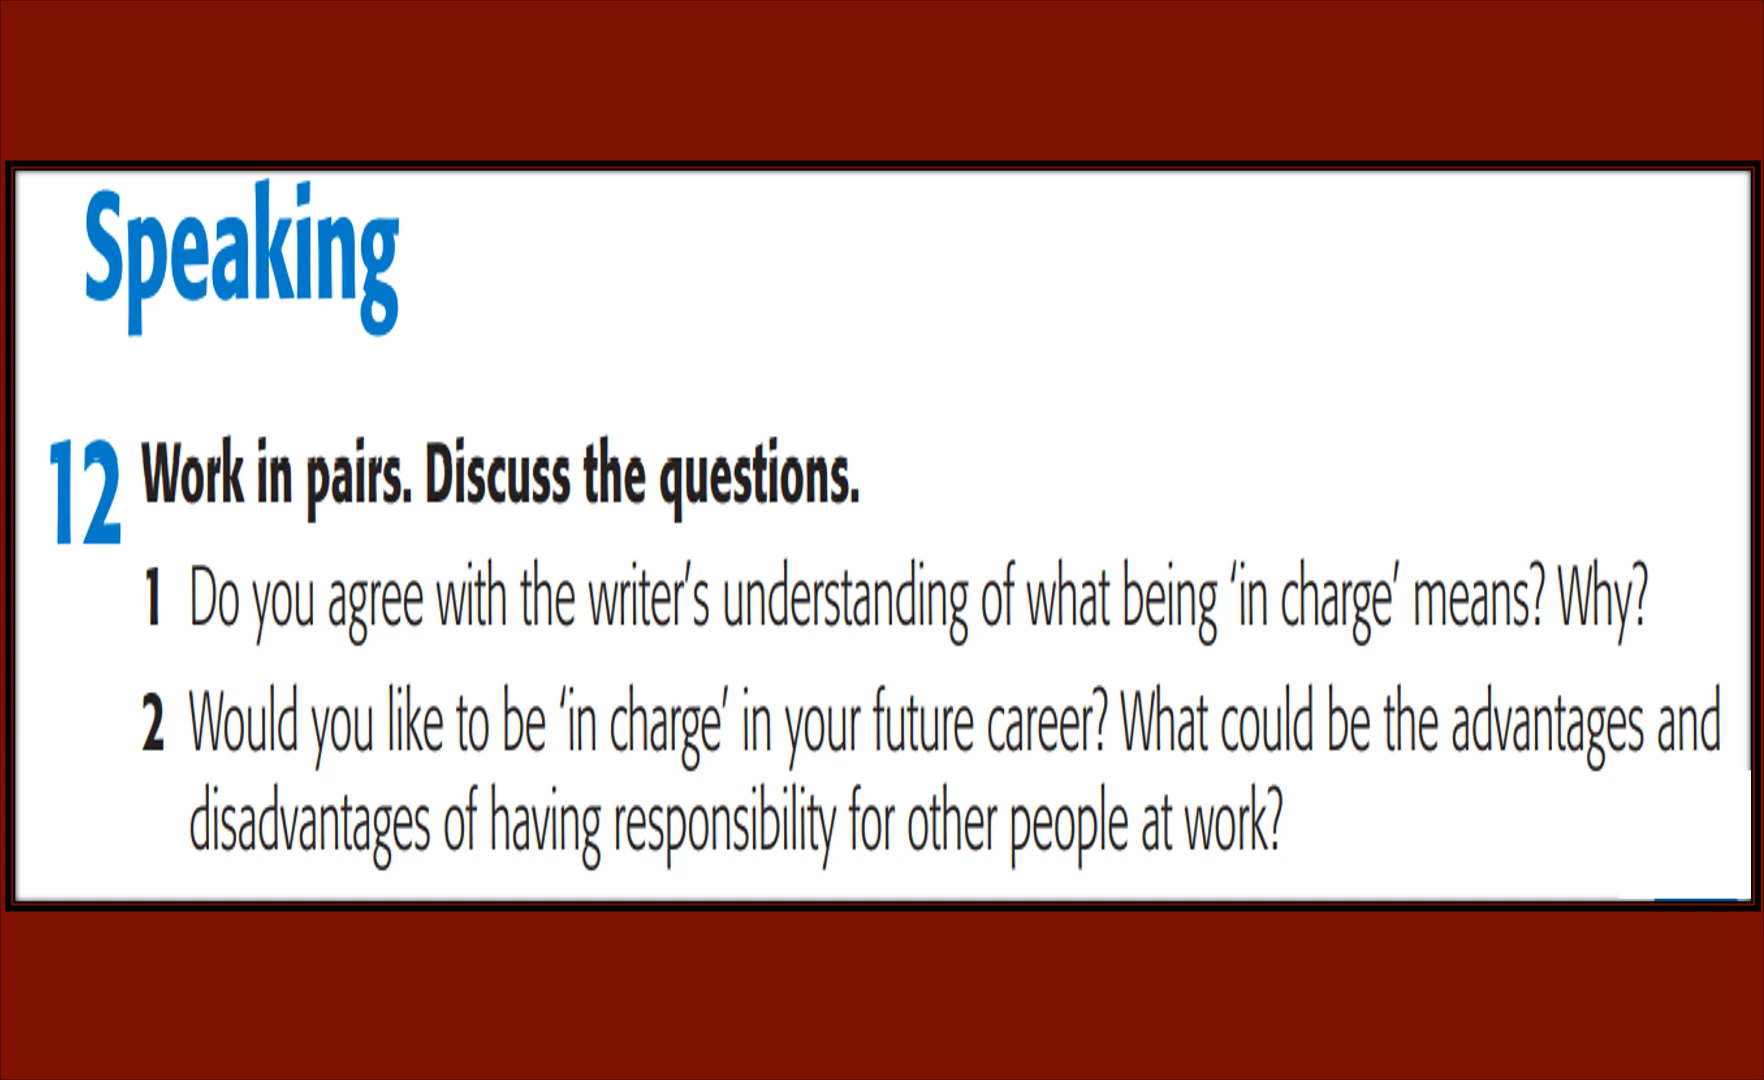 Speaking
12 Work in pairs. Discuss the questions.
1 Do you agree with the writer’s understanding of what being ‘in charge’ means? Why?
2 Would you like to be ‘in charge’ in your future career? What could be the advantages and
disadvantages of having responsibility for other people at work?